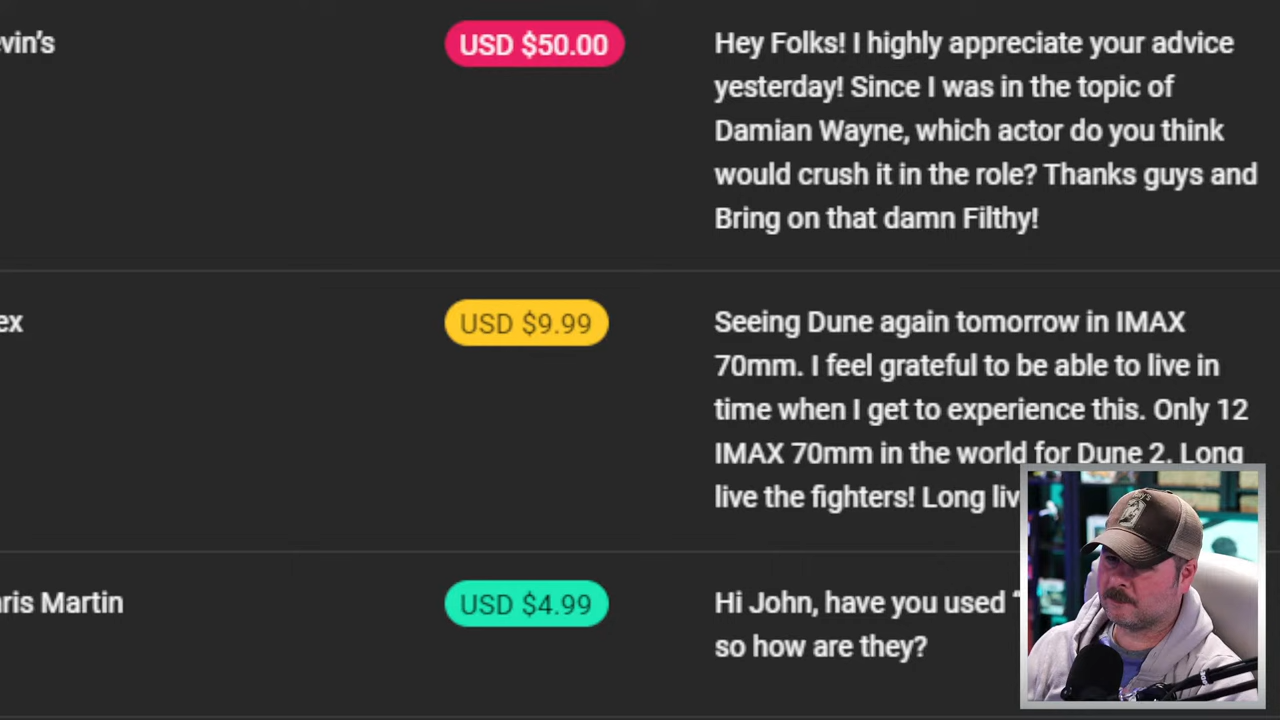 evin's
USD $50.00
Hey Folks! I highly appreciate your advice
yesterday! Since I was in the topic of
Damian Wayne, which actor do you think
would crush it in the role? Thanks guys and
Bring on that damn Filthy!
ex
USD $9.99
Seeing Dune again tomorrow in IMAX
70mm. I feel grateful to be able to live in
time when I get to experience this. Only 12
IMAX 70mm in the world for Dune 2. Long
live the fighters! Long liv
ris Martin
USD $4.99
Hi John, have you used “
so how are they?